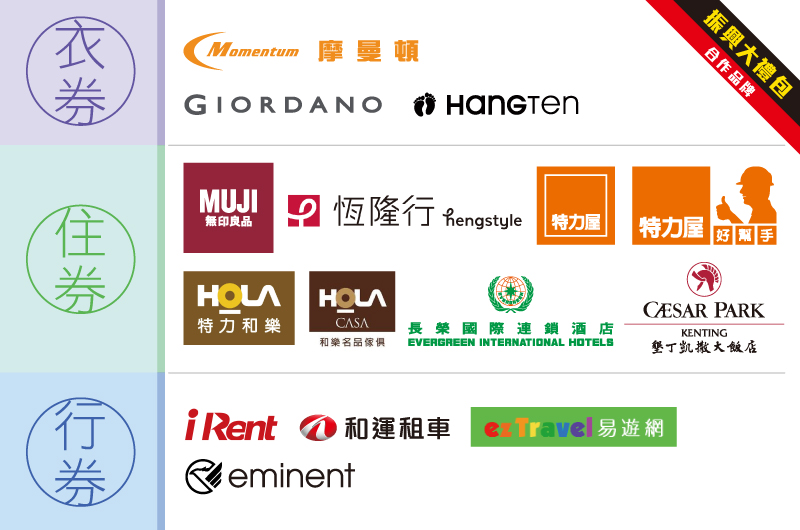 振興大禮包
合作品牌
衣券
Momentum 摩曼頓
GIORDANO HANGTEN
住券
MUJI
無印良品
恆隆行 hengstyle
特力屋
特力屋 好幫手
HOLA
特力和樂
HOLA
CASA
和樂名品傢俱
長榮國際連鎖酒店
EVERGREEN INTERNATIONAL HOTELS
CÆSAR PARK
KENTING
墾丁凱撒大飯店
行券
iRent 和運租車 ezTravel 易遊網
eminent